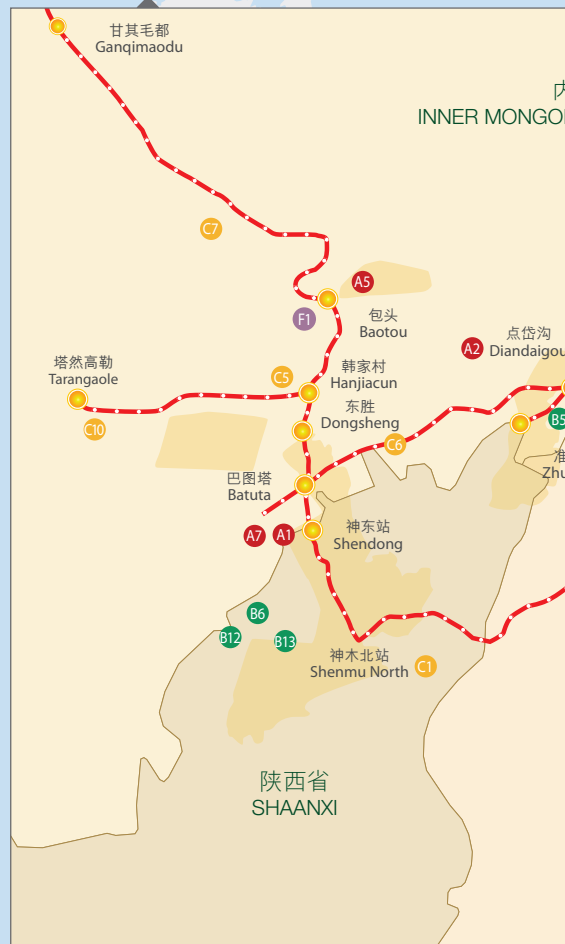 甘其毛都
Ganqimaodu
内
INNER MONGOL
C7
A5
F1
包头
Baotou
点岱沟
Diandaigou
A2
塔然高勒
Tarangaole
C5
韩家村
Hanjiacun
C10
东胜
Dongsheng
B5
C6
准
Zhu
巴图塔
Batuta
A7
A1
神东站
Shendong
B6
B12
B13
神木北站
Shenmu North
C1
陕西省
SHAANXI